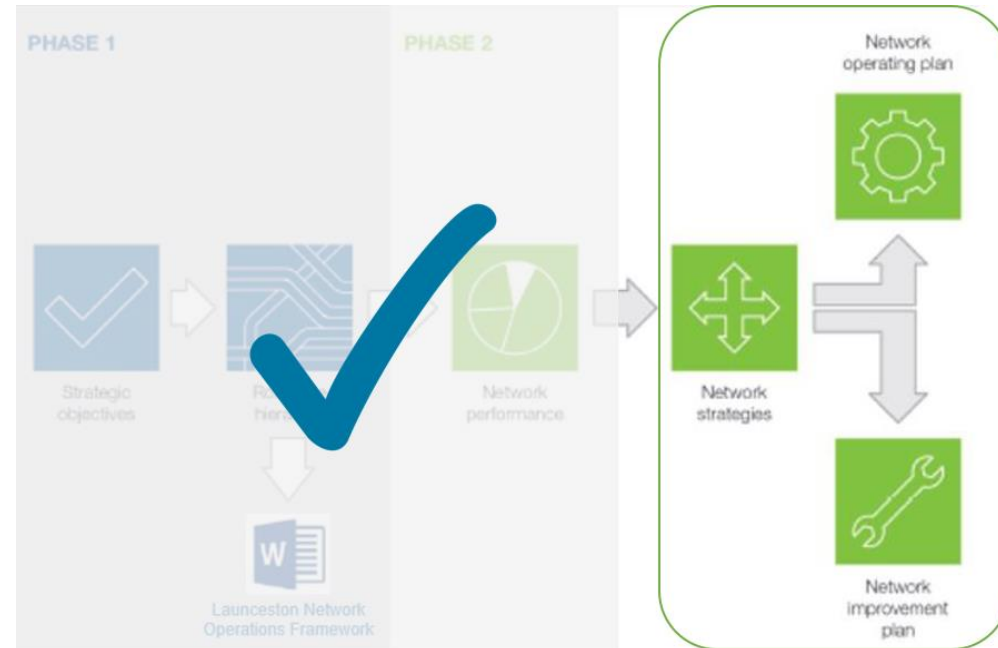 PHASE 1
PHASE 2
Network
operating plan
Strategic
objectives
Network
performance
Network
strategies
W
Launceston Network
Operations Framework
Network
improvement
plan